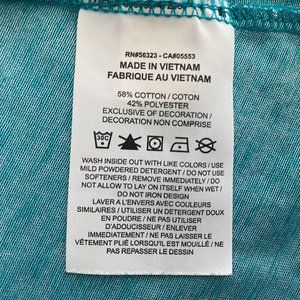 RN#56323 - CA#05553
MADE IN VIETNAM
FABRIQUE AU VIETNAM
58% COTTON / COTON
42% POLYESTER
EXCLUSIVE OF DECORATION /
DECORATION NON COMPRISE
30C
WASH INSIDE OUT WITH LIKE COLORS / USE
MILD POWDERED DETERGENT / DO NOT USE
SOFTENERS / REMOVE IMMEDIATELY / DO
NOT ALLOW TO LAY ON ITSELF WHEN WET /
DO NOT IRON DESIGN
LAVER A L'ENVERS AVEC COULEURS
SIMILAIRES / UTILISER UN DETERGENT DOUX
EN POUDRE / NE PAS UTILISER
D'ADOUCISSEUR / ENLEVER
IMMÉDIATEMENT / NE PAS LAISSER LE
VÊTEMENT PLIÉ LORSQU'IL EST MOUILLÉ / NE
PAS REPASSER LE DESSIN